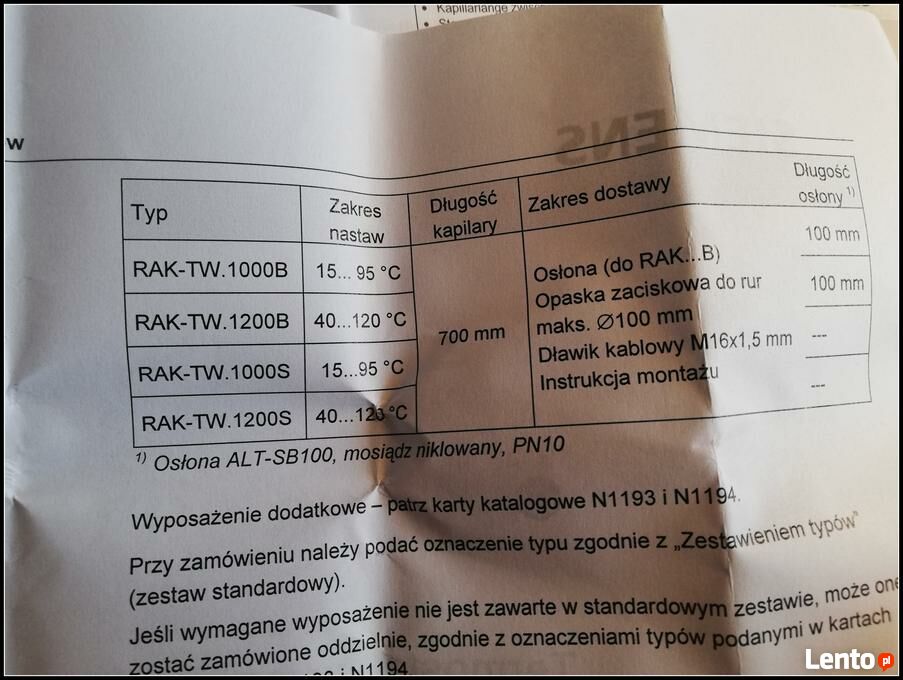 Kapillarlänge
w
ENS
Typ
Zakres nastaw
Długość kapilary
Zakres dostawy
Długość osłony 1)
RAK-TW.1000B
15... 95 °C
RAK-TW.1200B
40...120 °C
RAK-TW.1000S
15...95 °C
RAK-TW.1200S
40...120 °C
700 mm
Osłona (do RAK...B)
Opaska zaciskowa do rur
maks. Ø100 mm
Dławik kablowy M16x1,5 mm
Instrukcja montażu
100 mm
100 mm
---
---
1) Osłona ALT-SB100, mosiądz niklowany, PN10
Wyposażenie dodatkowe – patrz karty katalogowe N1193 i N1194.
Przy zamówieniu należy podać oznaczenie typu zgodnie z „Zestawieniem typów”
(zestaw standardowy).
Jeśli wymagane wyposażenie nie jest zawarte w standardowym zestawie, może one
zostać zamówione oddzielnie, zgodnie z oznaczeniami typów podanymi w kartach
i N1194.
Lento pl